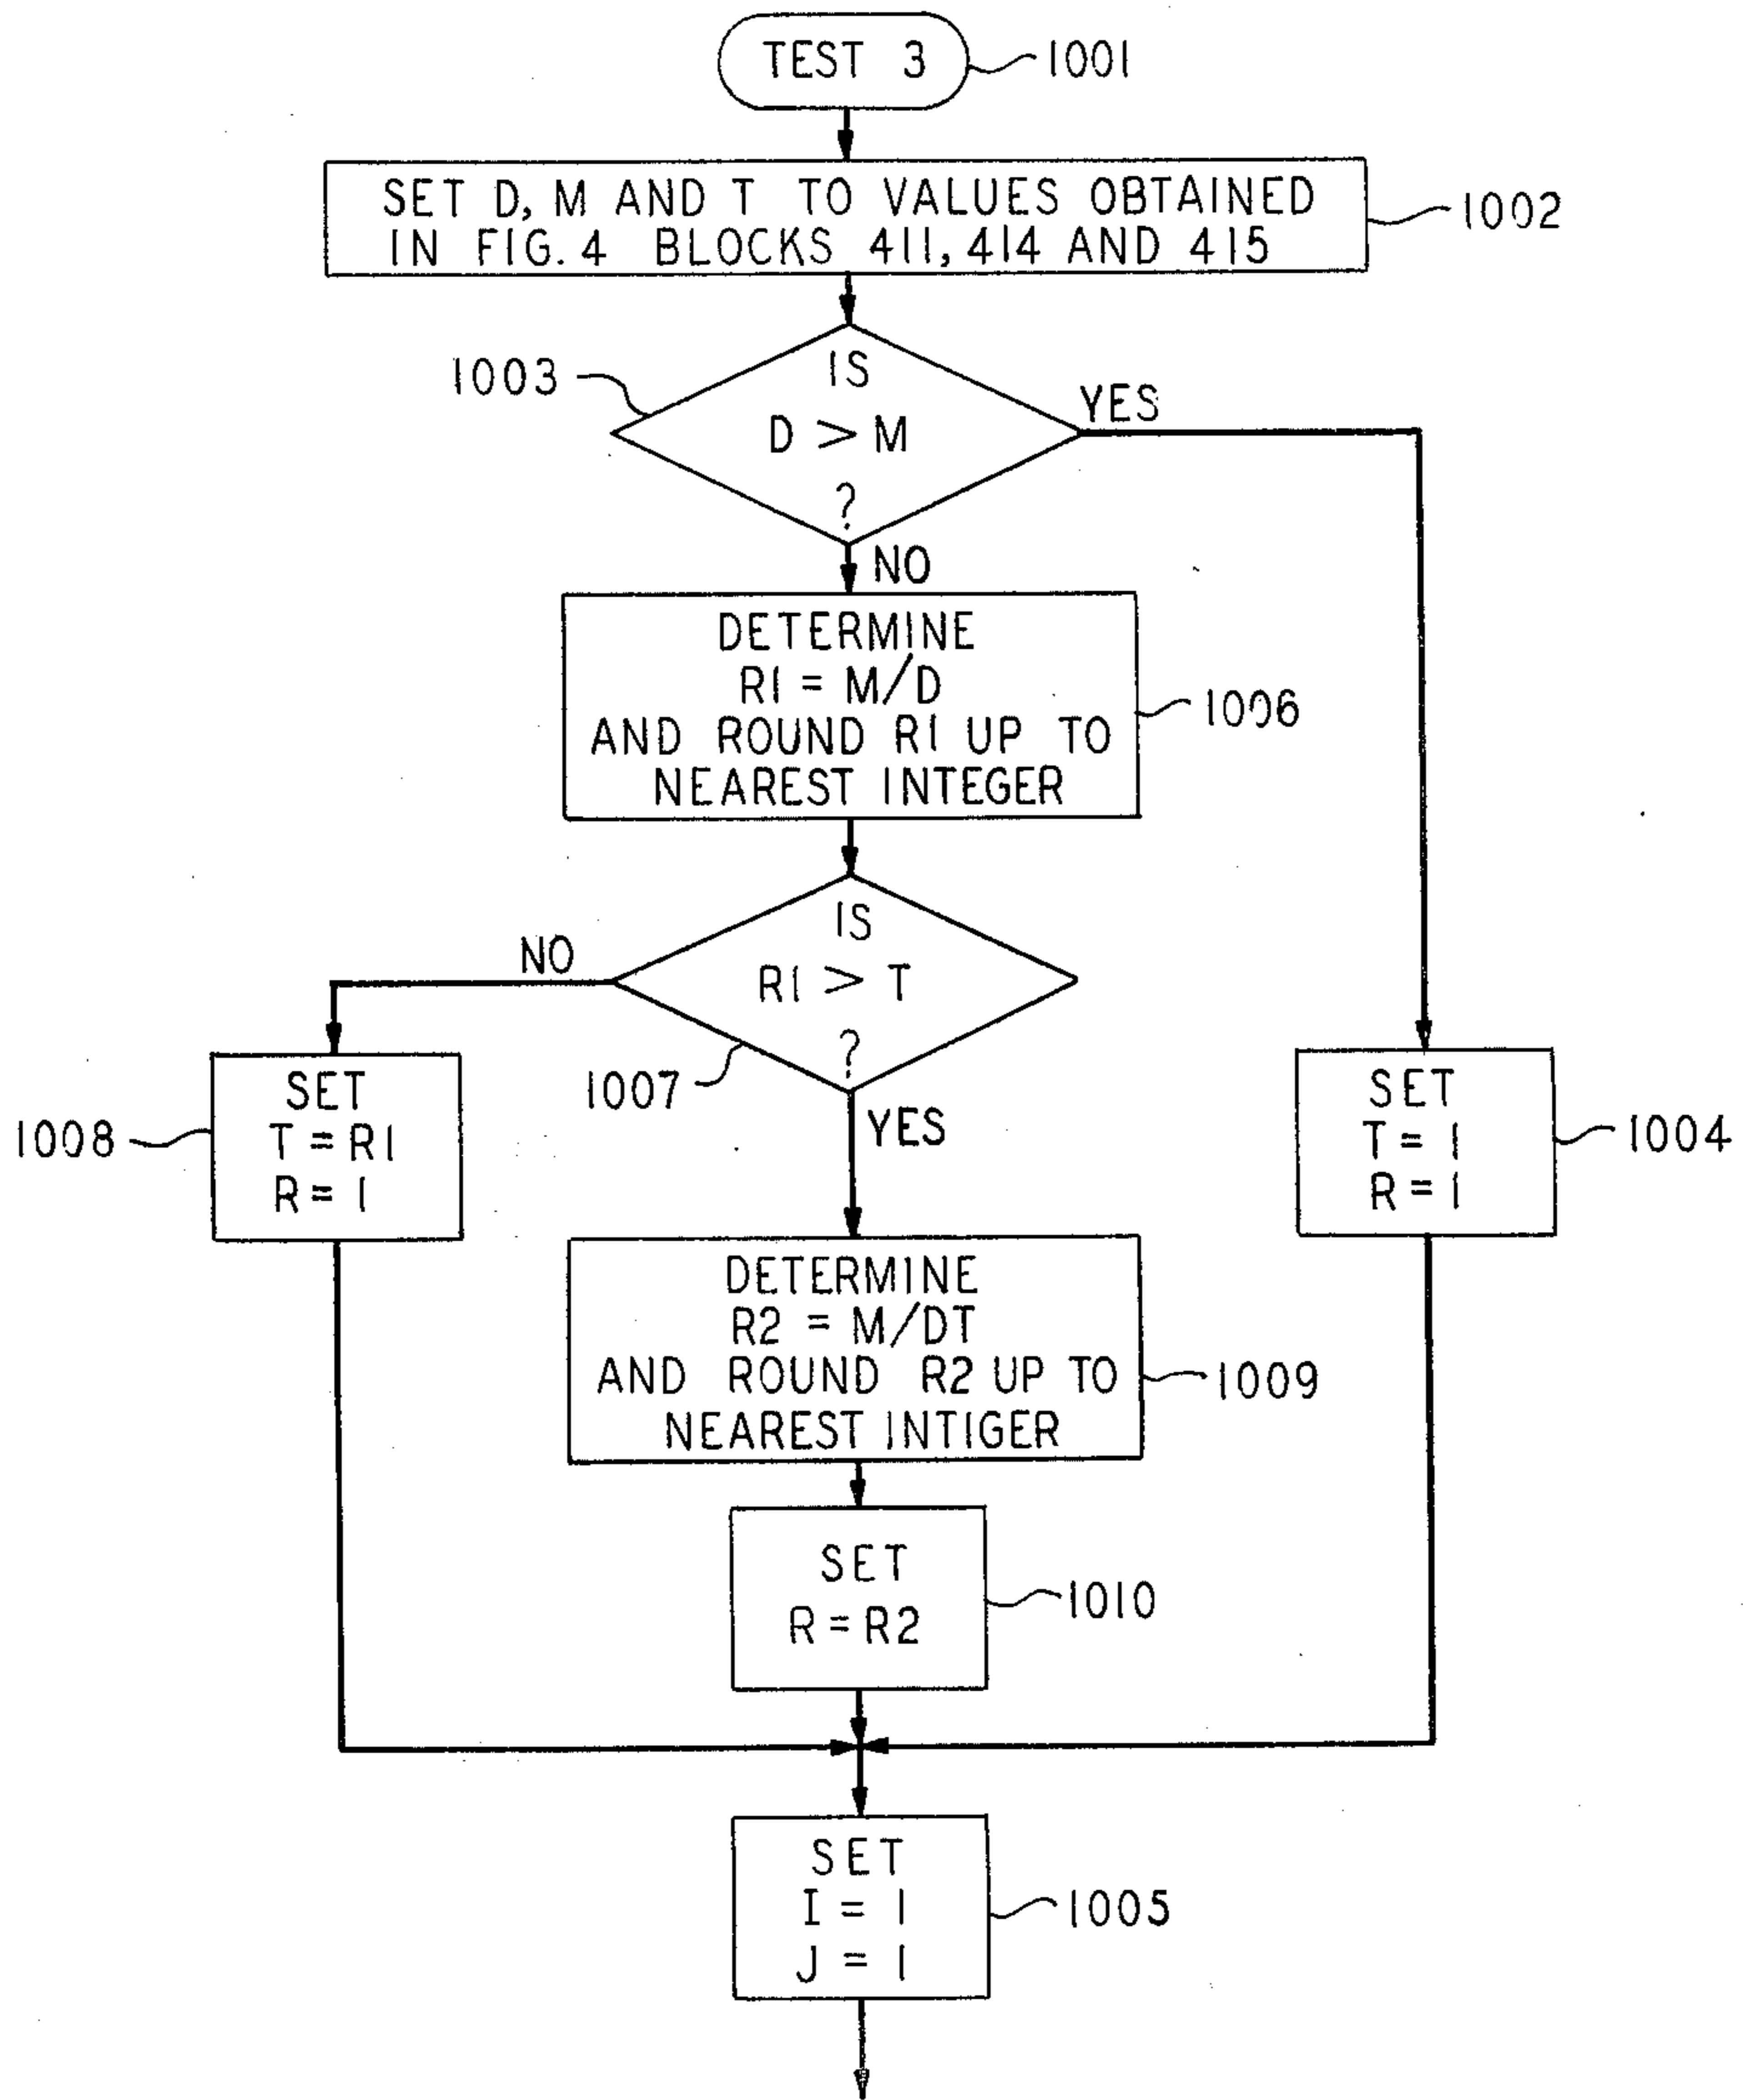 TEST 3
1001
SET D, M AND T TO VALUES OBTAINED
IN FIG. 4 BLOCKS 411, 414 AND 415
1002
1003
IS
D > M
?
YES
NO
DETERMINE
R1 = M/D
AND ROUND R1 UP TO
NEAREST INTEGER
1006
IS
R1 > T
?
NO
1007
YES
1008
SET
T = R1
R = 1
SET
T = 1
R = 1
1004
DETERMINE
R2 = M/DT
AND ROUND R2 UP TO
NEAREST INTIGER
1009
SET
R = R2
1010
SET
I = 1
J = 1
1005